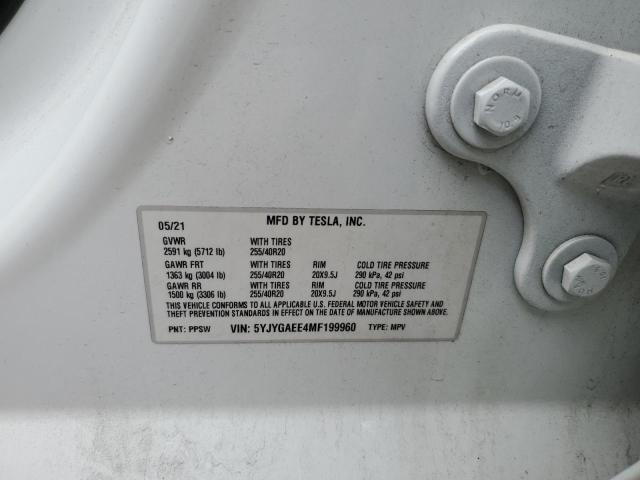 05/21 MFD BY TESLA, INC.
GVWR WITH TIRES
2591 kg (5712 lb) 255/40R20
GAWR FRT WITH TIRES RIM COLD TIRE PRESSURE
1363 kg (3004 lb) 255/40R20 20X9.5J 290 kPa, 42 psi
GAWR RR WITH TIRES RIM COLD TIRE PRESSURE
1500 kg (3306 lb) 255/40R20 20X9.5J 290 kPa, 42 psi
THIS VEHICLE CONFORMS TO ALL APPLICABLE U.S. FEDERAL MOTOR VEHICLE SAFETY AND
THEFT PREVENTION STANDARDS IN EFFECT ON THE DATE OF MANUFACTURE SHOWN ABOVE.
PNT: PPSW VIN: 5YJYGAEE4MF199960 TYPE: MPV
NORM